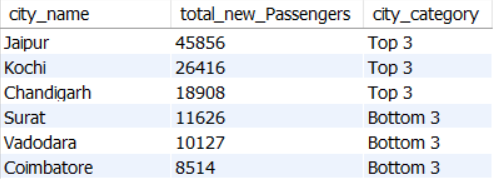 city_name total_new_Passengers city_category
Jaipur 45856 Top 3
Kochi 26416 Top 3
Chandigarh 18908 Top 3
Surat 11626 Bottom 3
Vadodara 10127 Bottom 3
Coimbatore 8514 Bottom 3